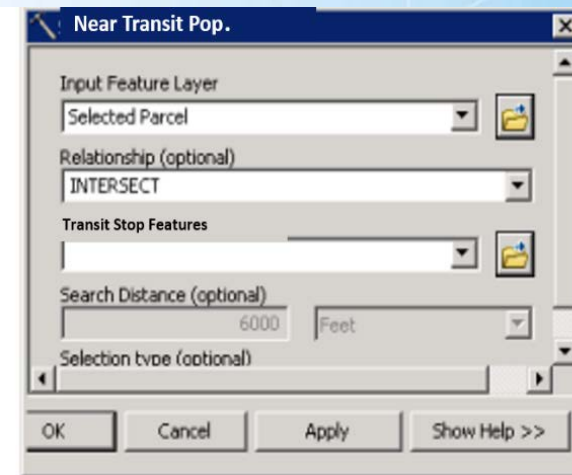 Near Transit Pop.
Input Feature Layer
Selected Parcel
Relationship (optional)
INTERSECT
Transit Stop Features
Search Distance (optional)
6000 Feet
Selection type (optional)
OK Cancel Apply Show Help >>